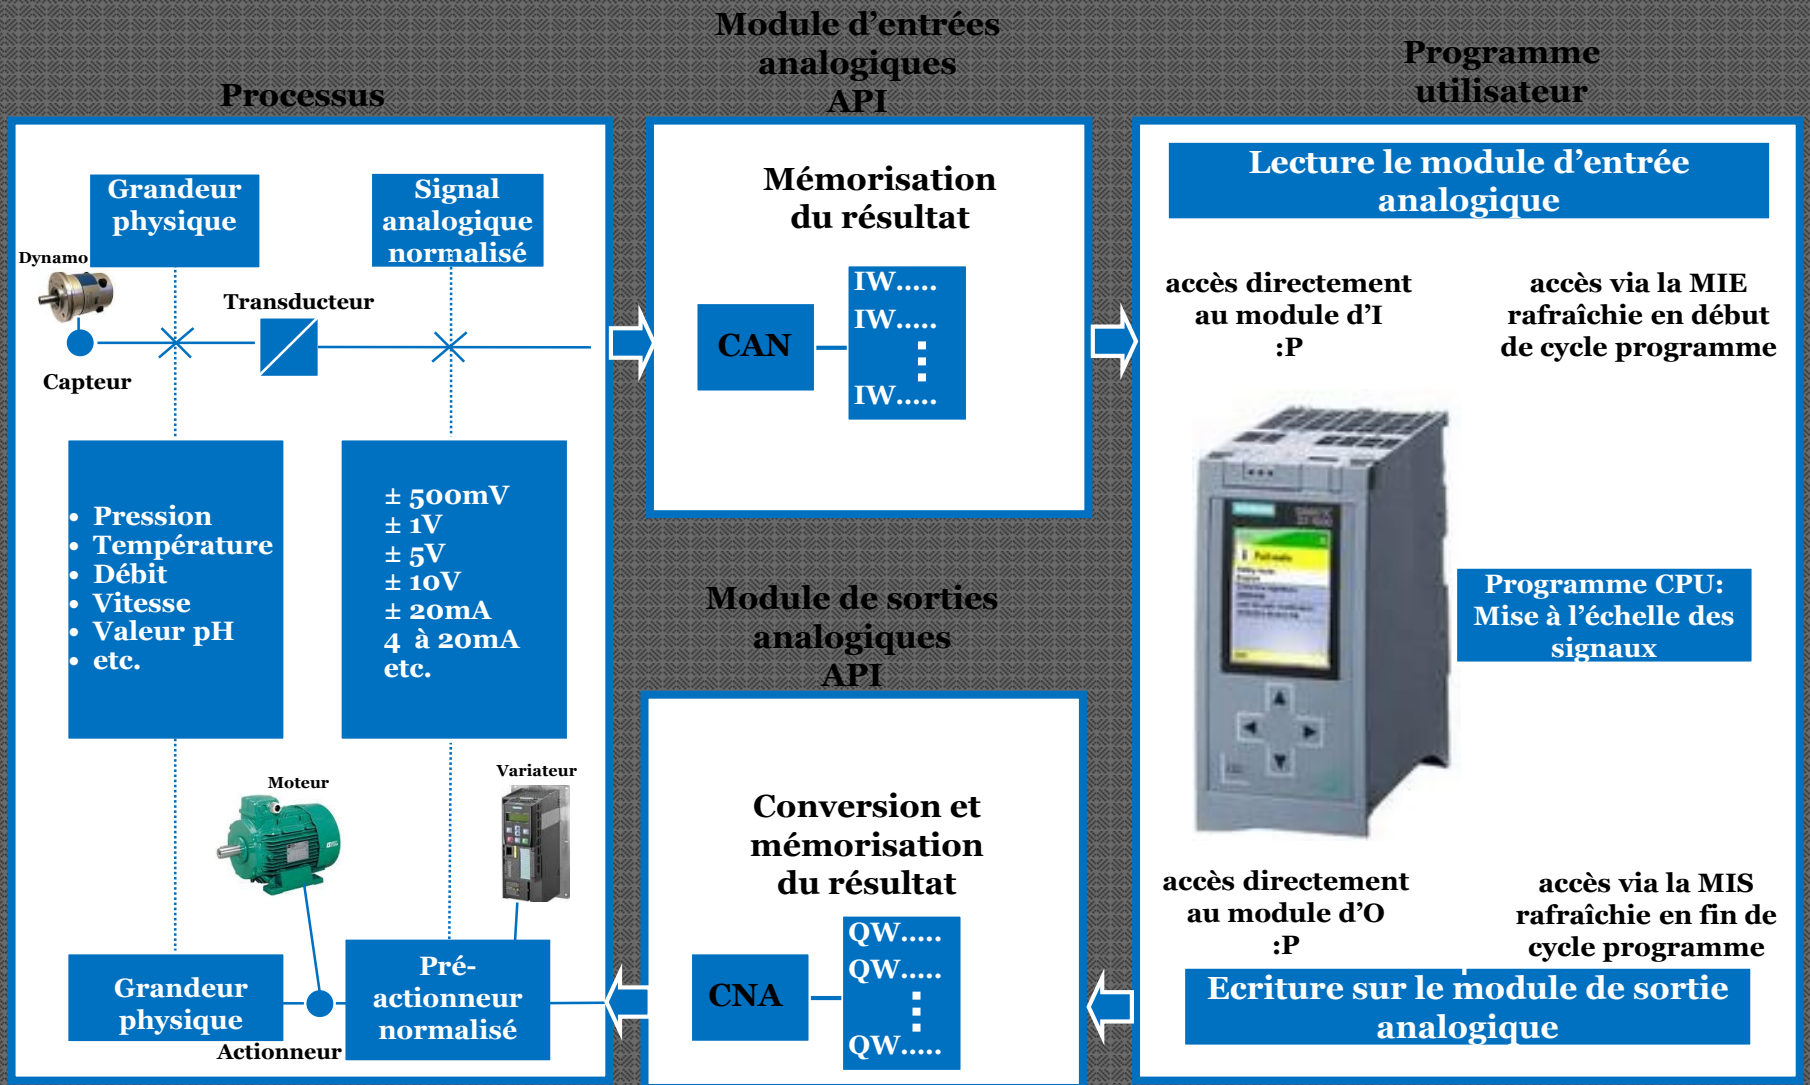 Module d'entrées
analogiques
API
Programme
utilisateur
Processus
Grandeur
physique
Signal
analogique
normalisé
Dynamo
Transducteur
Capteur
• Pression
• Température
• Débit
• Vitesse
• Valeur pH
• etc.
± 500mV
± 1V
± 5V
± 10V
± 20mA
4 à 20mA
etc.
Moteur
Variateur
Grandeur
physique
Actionneur
Pré-
actionneur
normalisé
Mémorisation
du résultat
CAN
IW.....
IW.....
IW.....
Module de sorties
analogiques
API
Conversion et
mémorisation
du résultat
CNA
QW.....
QW.....
QW.....
Lecture le module d'entrée
analogique
accès directement
au module d'I
:P
accès via la MIE
rafraîchie en début
de cycle programme
SIEMENS
Programme CPU:
Mise à l'échelle des
signaux
accès directement
au module d'O
:P
accès via la MIS
rafraîchie en fin de
cycle programme
Ecriture sur le module de sortie
analogique